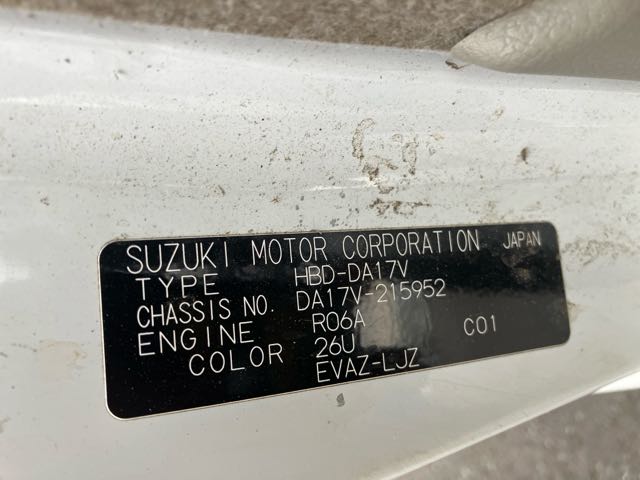 SUZUKI MOTOR CORPORATION JAPAN
TYPE HBD-DA17V
CHASSIS NO. DA17V-215952
ENGINE R06A C01
COLOR 26U
EVAZ-LJZ